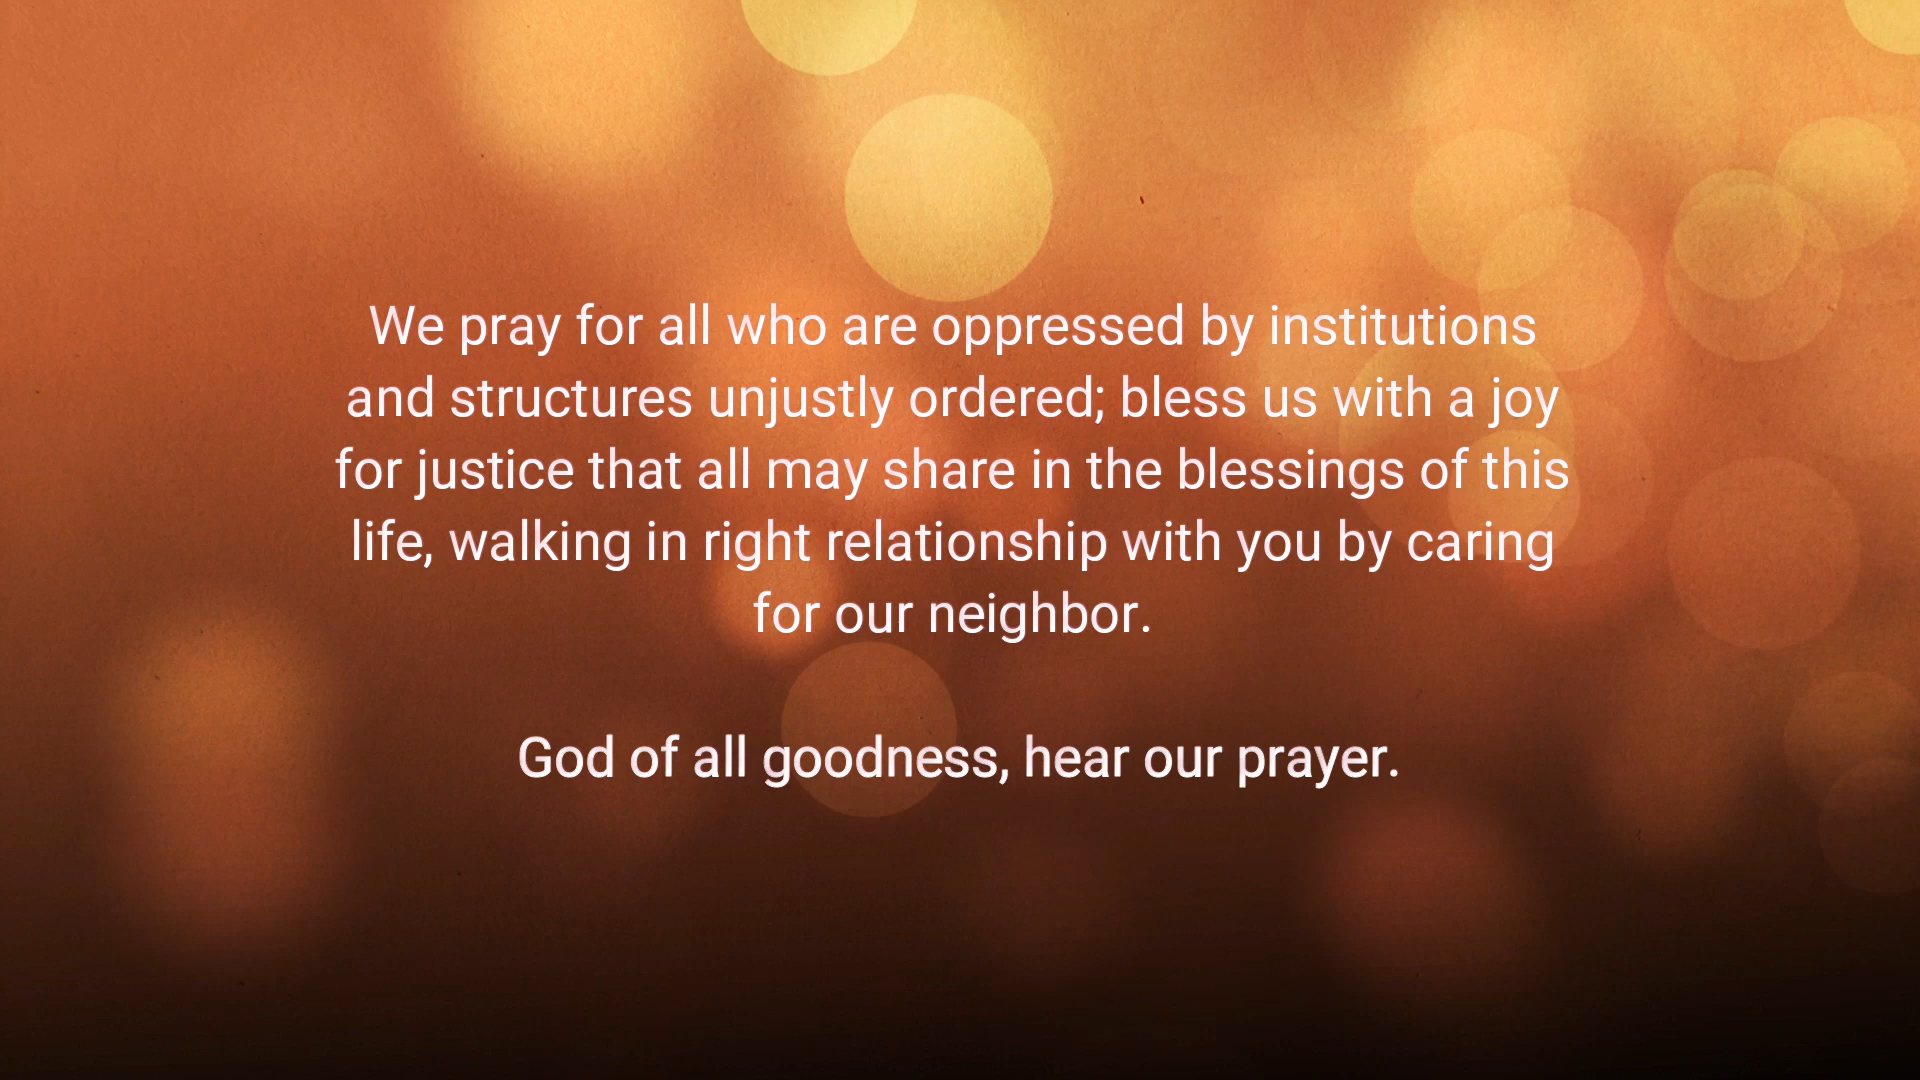 We pray for all who are oppressed by institutions
and structures unjustly ordered; bless us with a joy
for justice that all may share in the blessings of this
life, walking in right relationship with you by caring
for our neighbor.
God of all goodness, hear our prayer.